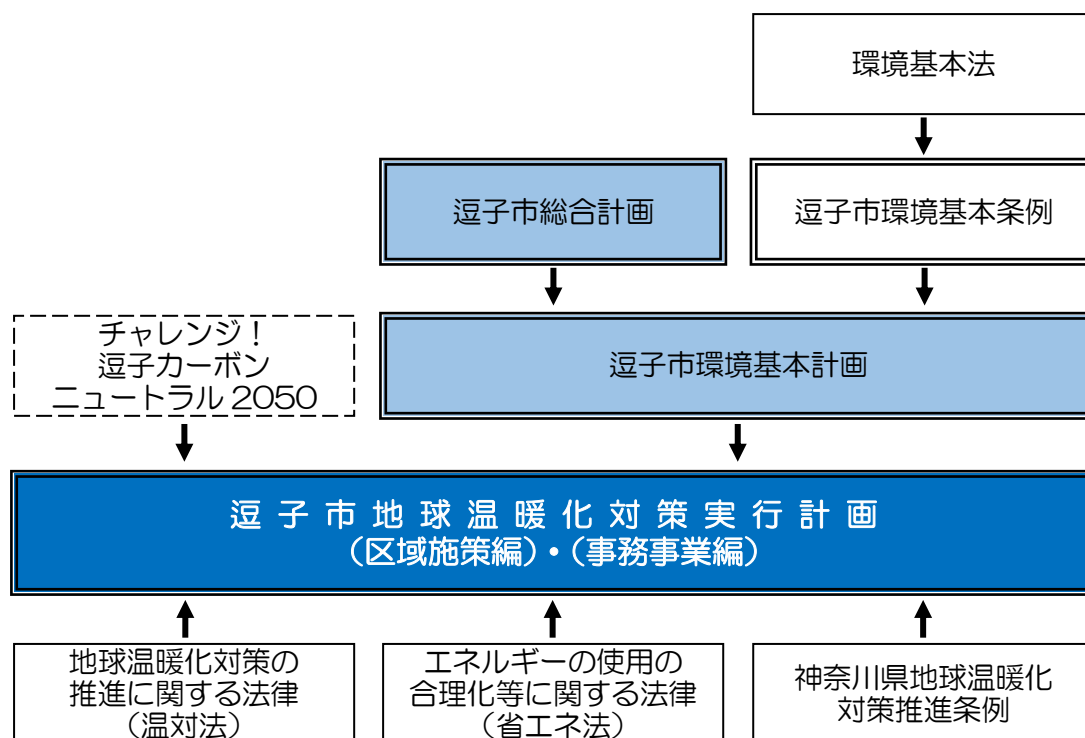 環境基本法
逗子市総合計画
逗子市環境基本条例
チャレンジ！
逗子カーボン
ニュートラル 2050
逗子市環境基本計画
逗子市地球温暖化対策実行計画
（区域施策編）・（事務事業編）
地球温暖化対策の
推進に関する法律
（温対法）
エネルギーの使用の
合理化等に関する法律
（省エネ法）
神奈川県地球温暖化
対策推進条例